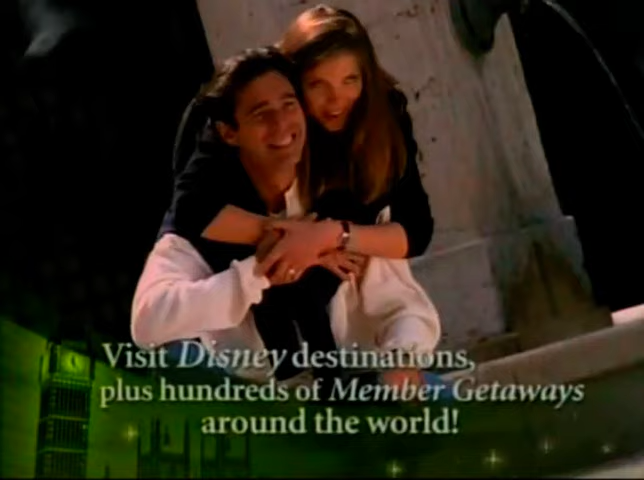 Visit Disney destinations,
plus hundreds of Member Getaways
around the world!